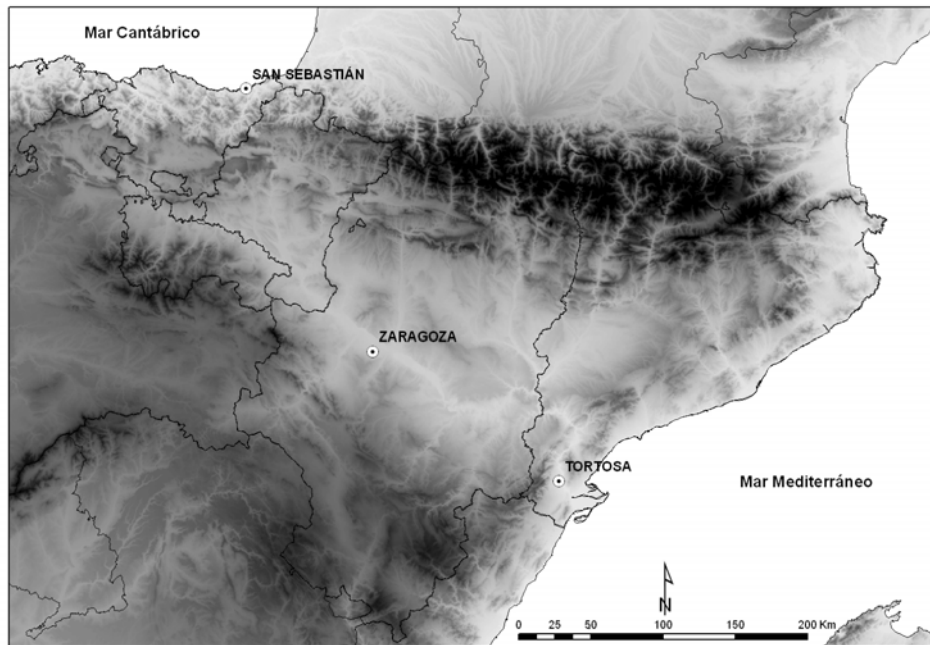 Mar Cantábrico
SAN SEBASTIÁN
ZARAGOZA
TORTOSA
Mar Mediterráneo
N
0 25 50 100 150 200 Km